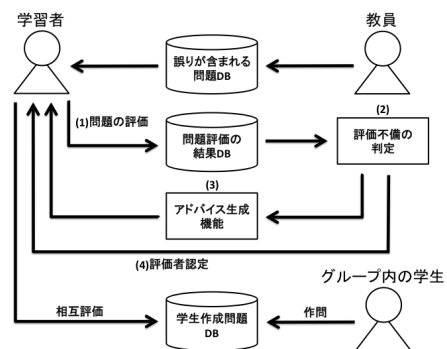 学習者
教員
誤りが含まれる
問題DB
(1)問題の評価
(2)
問題評価の
結果DB
評価不備の
判定
(3)
アドバイス生成
機能
(4)評価者認定
グループ内の学生
相互評価
学生作成問題
DB
作問